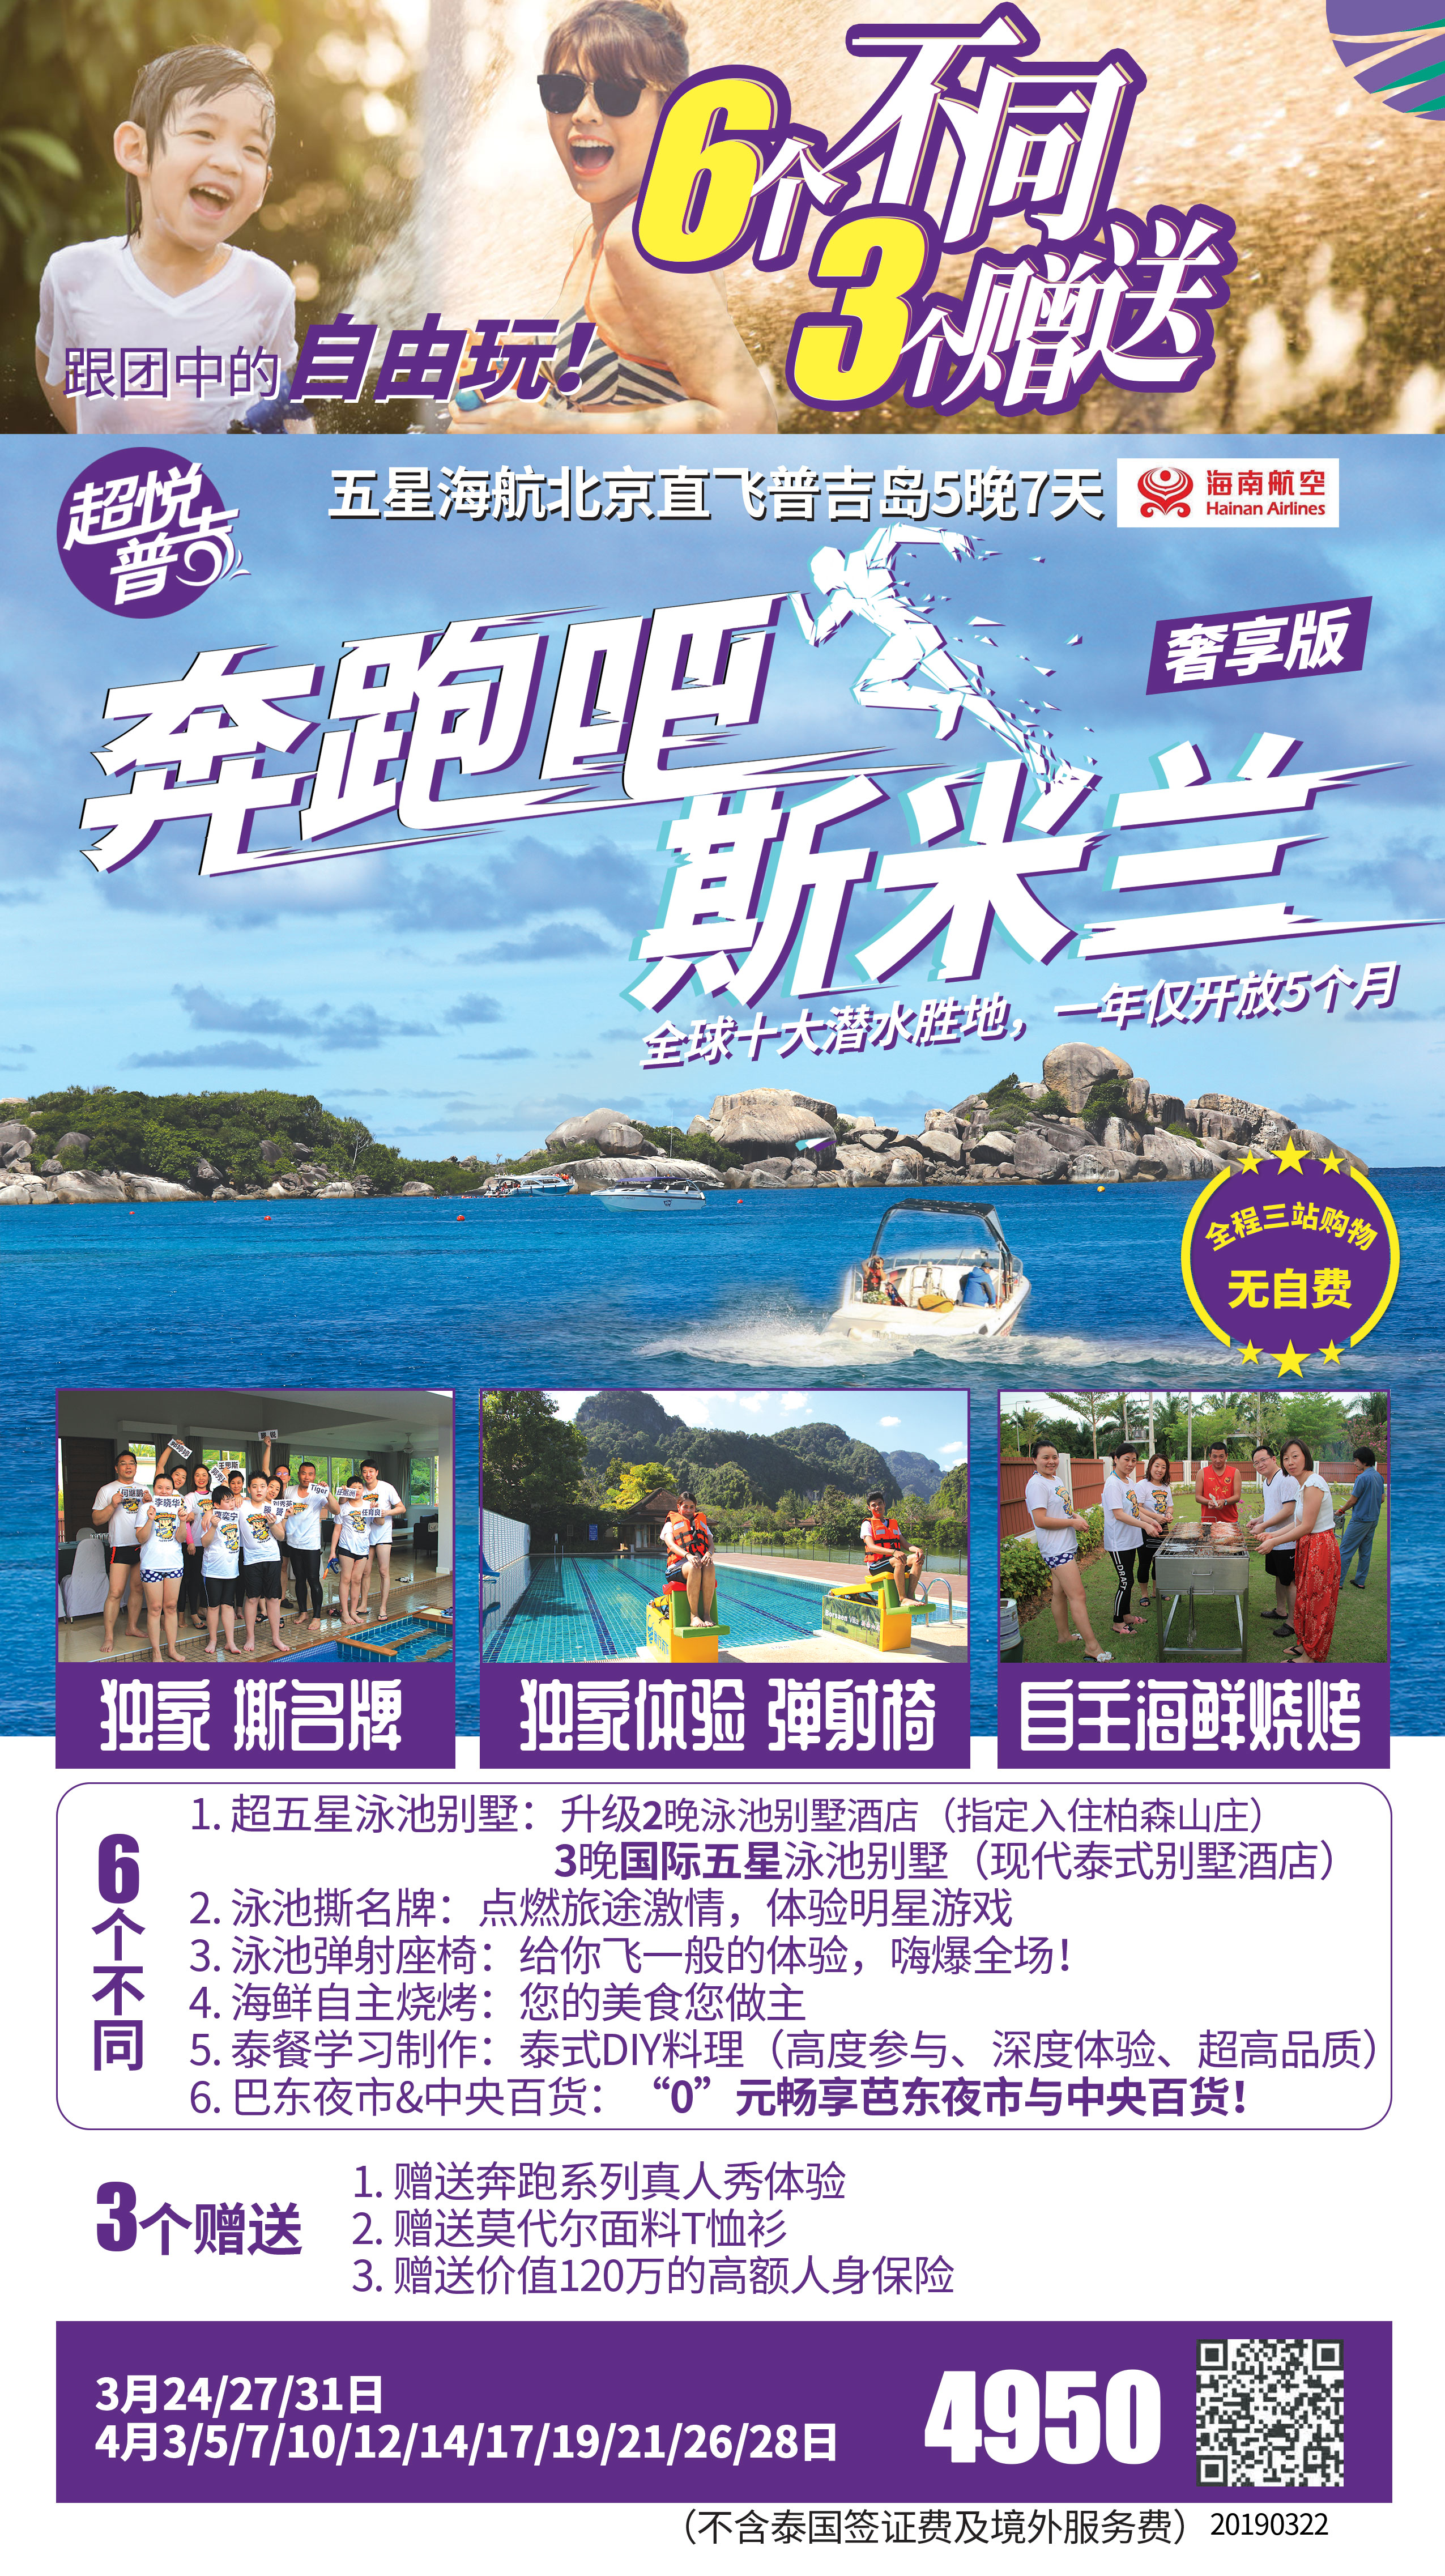 6个不同
3个赠送
跟团中的自由玩！
超悦普吉
五星海航北京直飞普吉岛5晚7天
海南航空
Hainan Airlines
奢享版
奔跑吧
斯米兰
全球十大潜水胜地，一年仅开放5个月
全程三站购物
无自费
李晓华
Tiger
独家 撕名牌
独家体验 弹射椅
自主海鲜烧烤
6个不同
1. 超五星泳池别墅：升级2晚泳池别墅酒店（指定入住柏森山庄）
3晚国际五星泳池别墅（现代泰式别墅酒店）
2. 泳池撕名牌：点燃旅途激情，体验明星游戏
3. 泳池弹射座椅：给你飞一般的体验，嗨爆全场！
4. 海鲜自主烧烤：您的美食您做主
5. 泰餐学习制作：泰式DIY料理（高度参与、深度体验、超高品质）
6. 巴东夜市&中央百货：“0”元畅享芭东夜市与中央百货！
3个赠送
1. 赠送奔跑系列真人秀体验
2. 赠送莫代尔面料T恤衫
3. 赠送价值120万的高额人身保险
3月24/27/31日
4月3/5/7/10/12/14/17/19/21/26/28日
4950
（不含泰国签证费及境外服务费）20190322